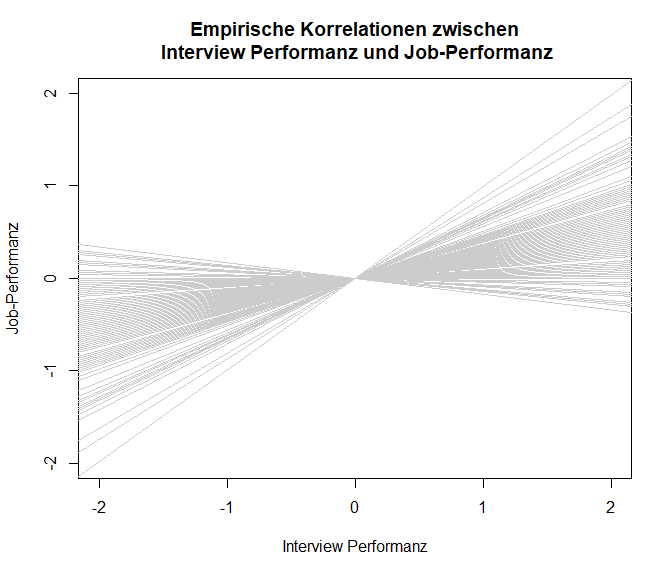 Empirische Korrelationen zwischen
Interview Performanz und Job-Performanz
Job-Performanz
2
1
0
-1
-2
-2 -1 0 1 2
Interview Performanz